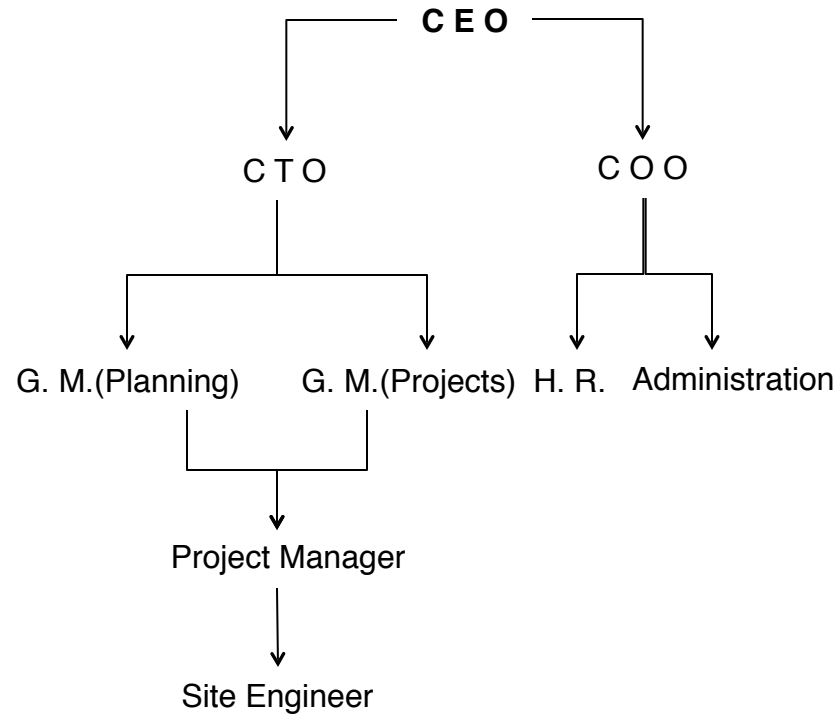 C E O
C T O
C O O
G. M.(Planning)
G. M.(Projects)
H. R.
Administration
Project Manager
Site Engineer